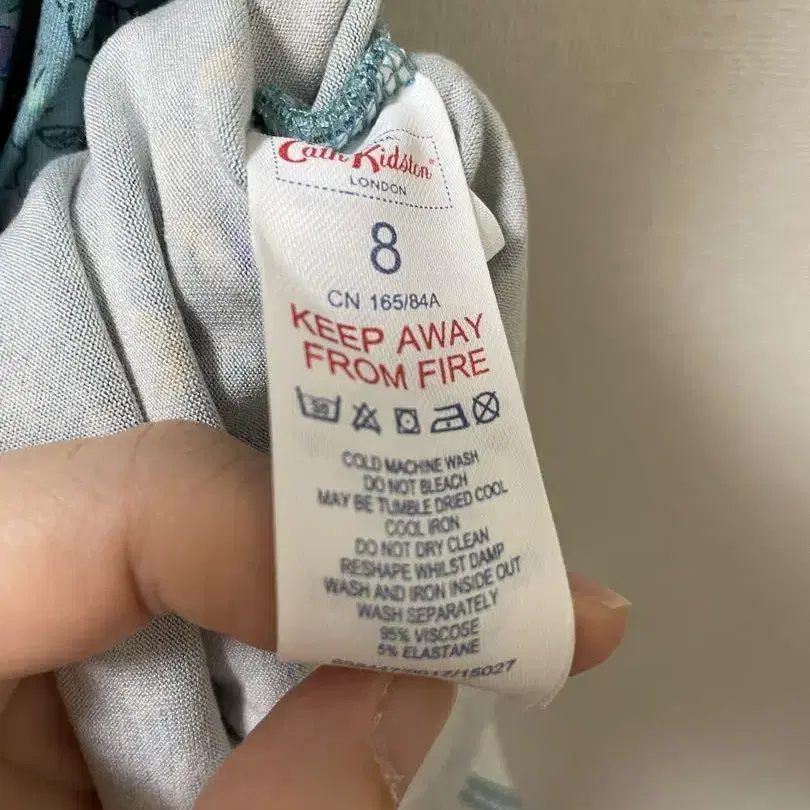 Cath Kidston®
LONDON
8
CN 165/84A
KEEP AWAY
FROM FIRE
30
COLD MACHINE WASH
DO NOT BLEACH
MAY BE TUMBLE DRIED COOL
COOL IRON
DO NOT DRY CLEAN
RESHAPE WHILST DAMP
WASH AND IRON INSIDE OUT
WASH SEPARATELY
95% VISCOSE
5% ELASTANE